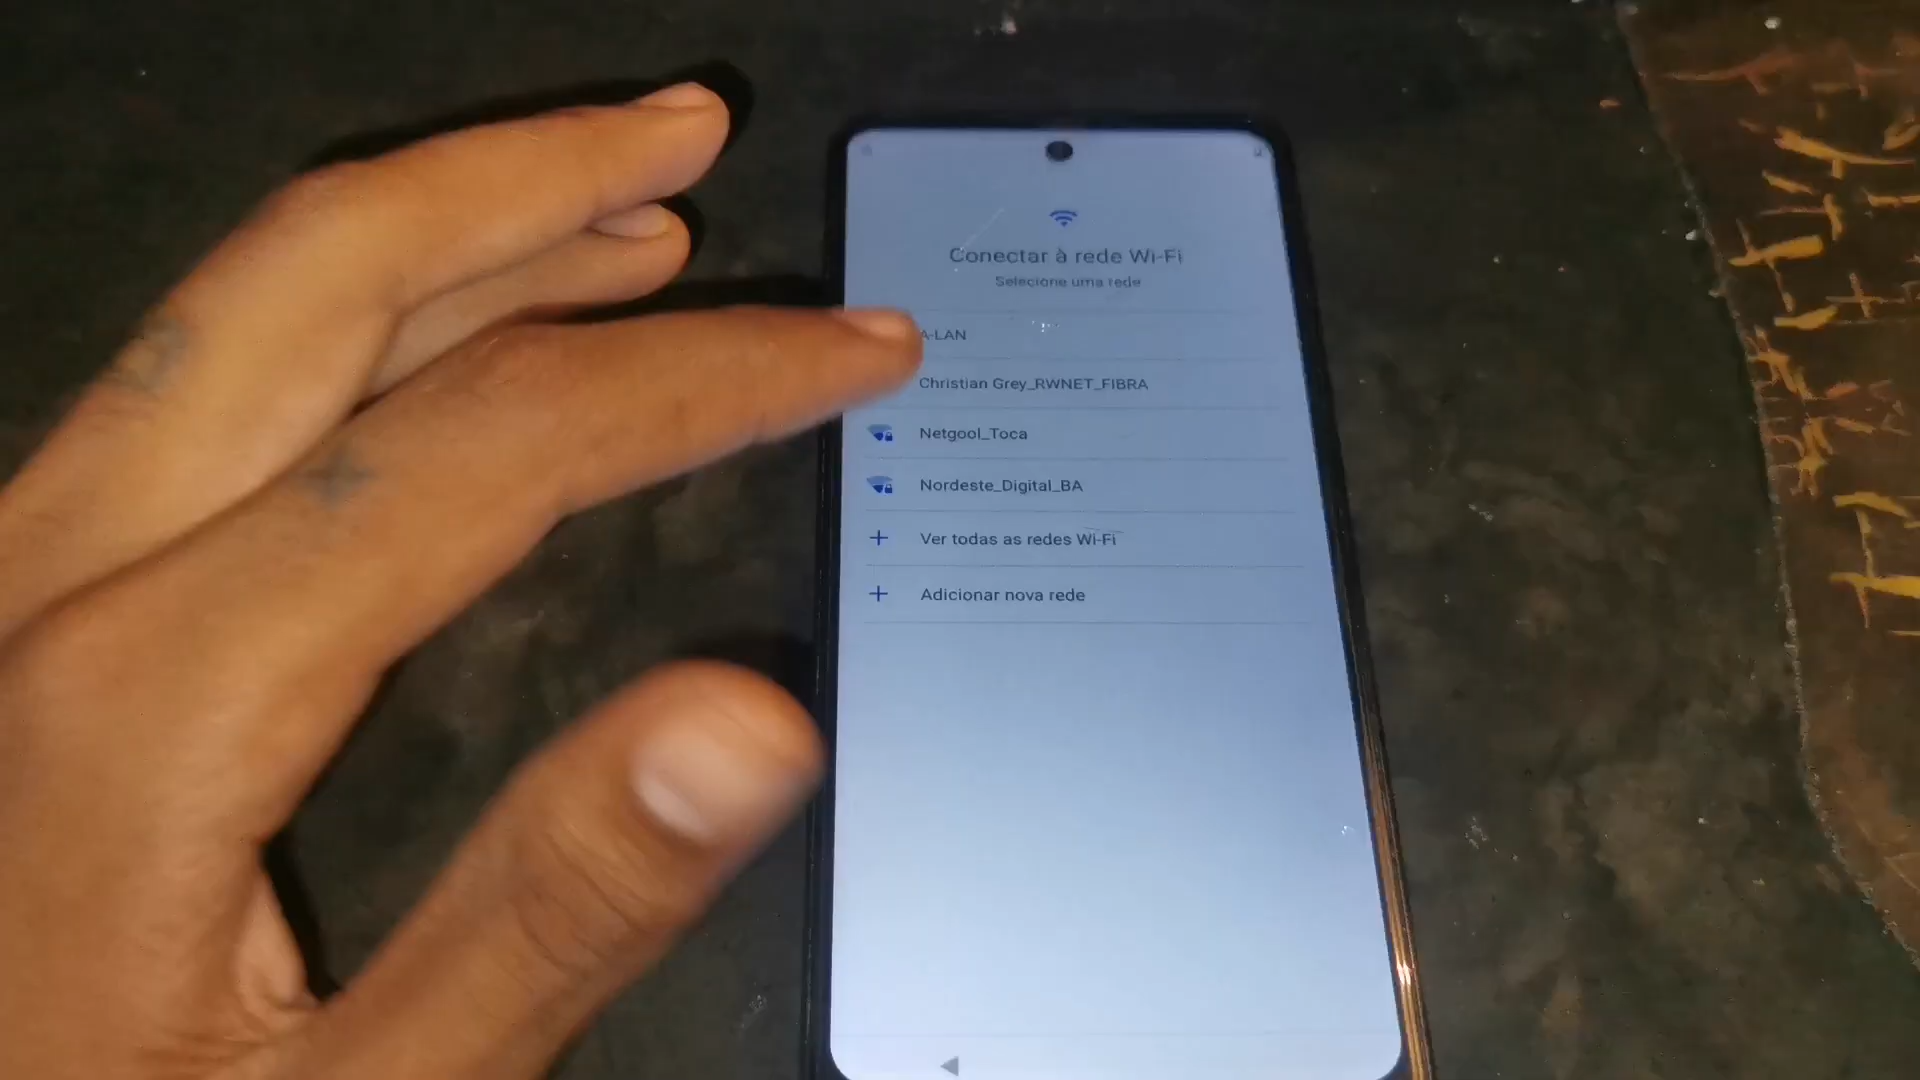 Conectar à rede Wi-Fi
Selecione uma rede
A-LAN
Christian Grey_RWNET_FIBRA
Netgool_Toca
Nordeste_Digital_BA
Ver todas as redes Wi-Fi
Adicionar nova rede